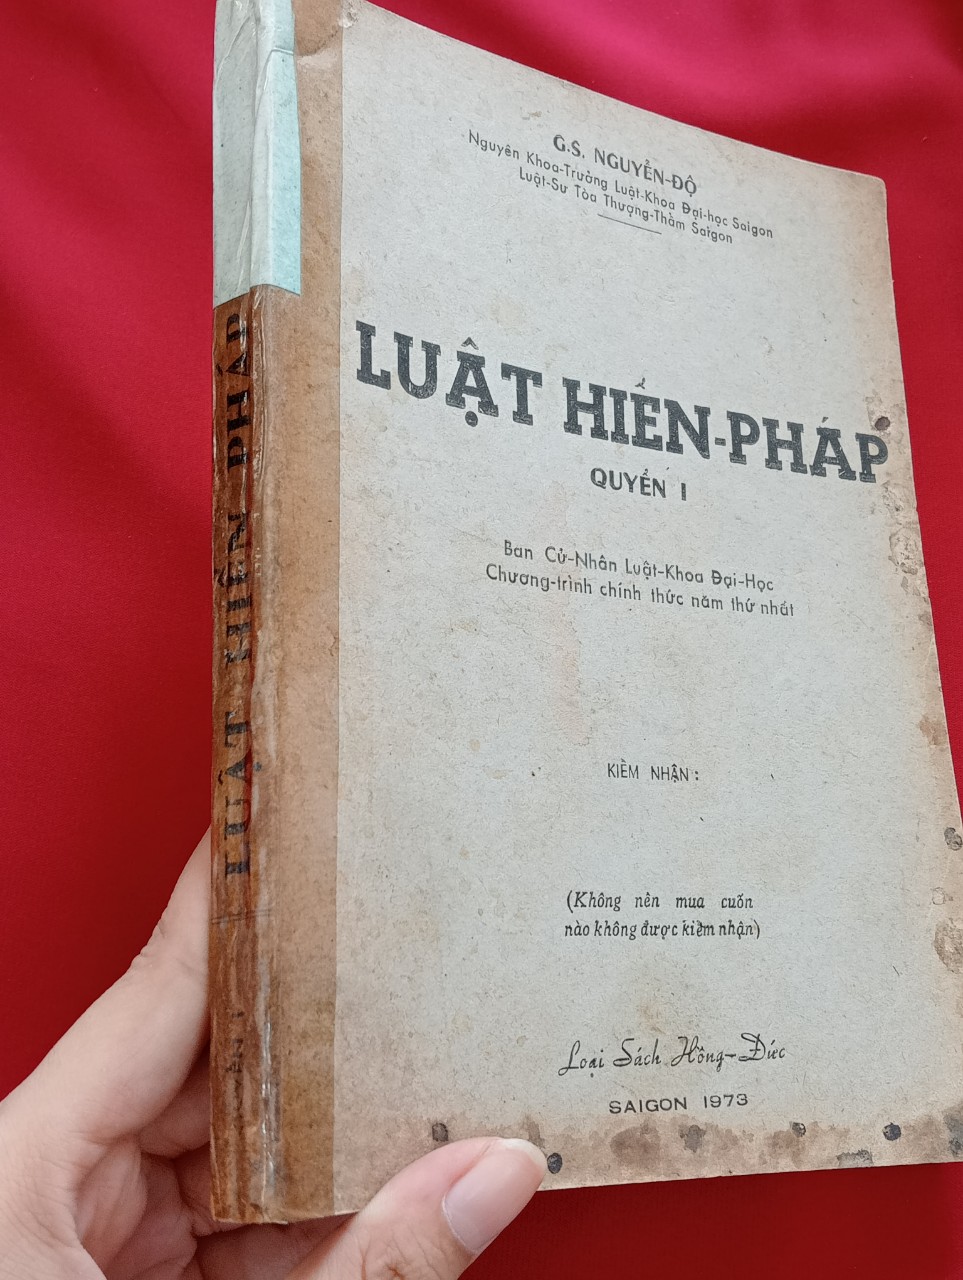 G.S. NGUYỄN-ĐỘ
Nguyên Khoa-Trưởng Luật-Khoa Đại-học Saigon
Luật-Sư Tòa Thượng-Thẩm Saigon
LUẬT HIẾN-PHÁP
QUYỂN I
Ban Cử-Nhân Luật-Khoa Đại-Học
Chương-trình chính thức năm thứ nhất
KIỂM NHẬN :
(Không nên mua cuốn
nào không được kiểm nhận)
Loại Sách Hồng-Đức
SAIGON 1973
LUẬT HIẾN PHÁP